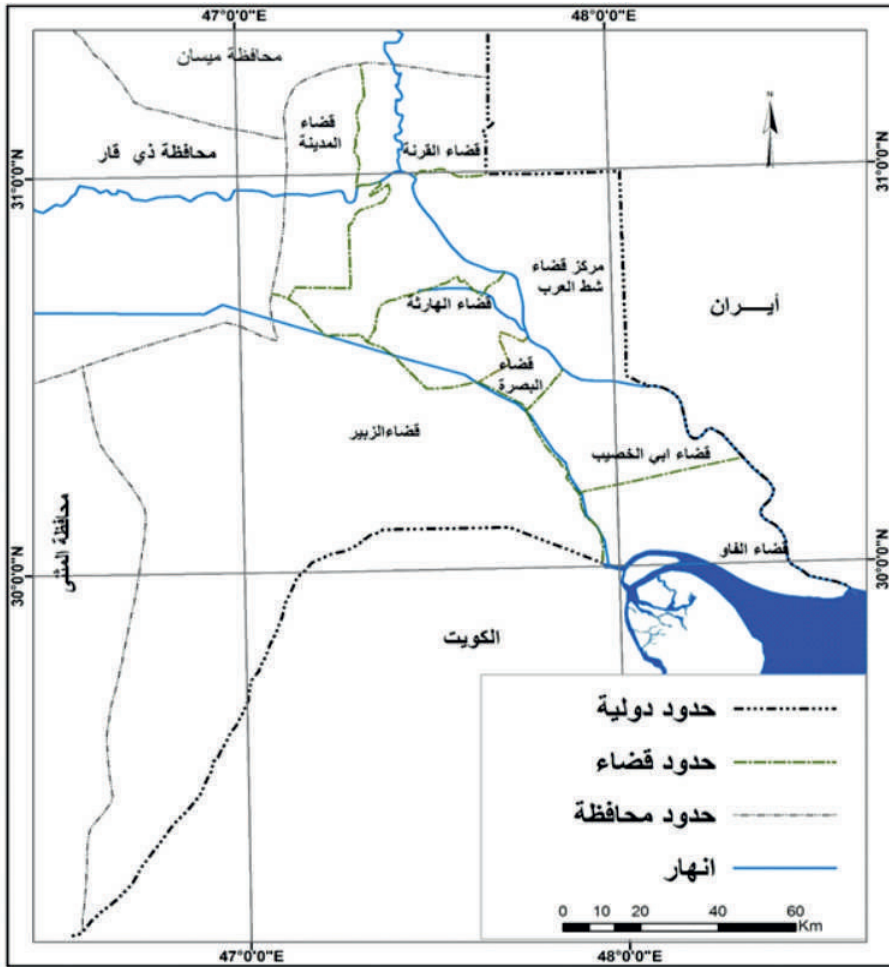 47°0'0"E
48°0'0"E
محافظة ميسان
N
قضاء
المدينة
قضاء القرنة
محافظة ذي قار
31°0'0"N
31°0'0"N
مركز قضاء
شط العرب
أيـــران
قضاء الهارثة
قضاء
البصرة
قضاءالزبير
قضاء ابي الخصيب
محافظة المثنى
قضاء الفاو
30°0'0"N
30°0'0"N
الكويت
حدود دولية
حدود قضاء
حدود محافظة
انهار
0 10 20 40 60
Km
47°0'0"E
48°0'0"E